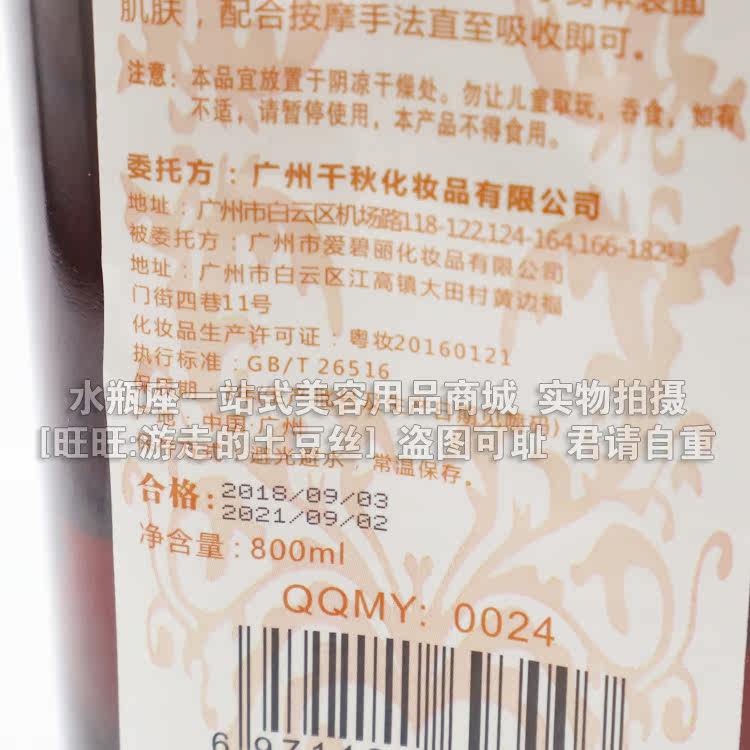 肌肤，配合按摩手法直至吸收即可。
注意：本品宜放置于阴凉干燥处。勿让儿童取玩，吞食，如有
不适，请暂停使用，本产品不得食用。
委托方：广州千秋化妆品有限公司
地址：广州市白云区机场路118-122,124-164,166-182号
被委托方：广州市爱碧丽化妆品有限公司
地址：广州市白云区江高镇大田村黄边福
门街四巷11号
化妆品生产许可证：粤妆20160121
执行标准：GB/T 26516
水瓶座一站式美容用品商城 实物拍摄
中国·广州
[旺旺:游走的土豆丝] 盗图可耻 君请自重
常温保存。
合格：2018/09/03
2021/09/02
净含量：800ml
QQMY: 0024